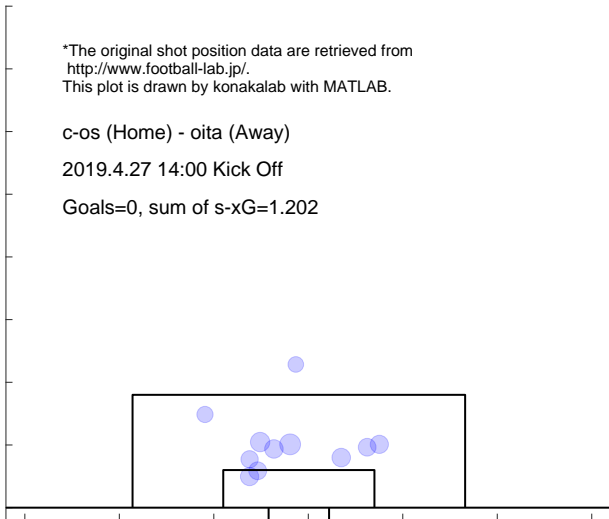 *The original shot position data are retrieved from
http://www.football-lab.jp/.
This plot is drawn by konakalab with MATLAB.
c-os (Home) - oita (Away)
2019.4.27 14:00 Kick Off
Goals=0, sum of s-xG=1.202